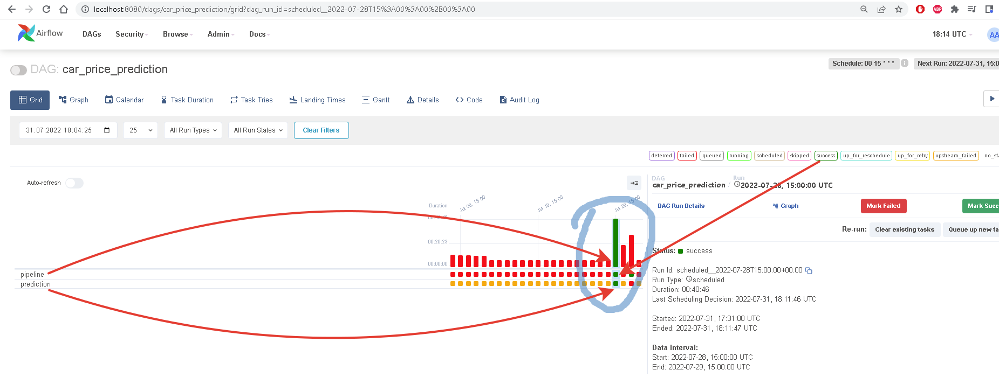 localhost:8080/dags/car_price_prediction/grid?dag_run_id=scheduled__2022-07-28T15%3A00%3A00%2B00%3A00
ABP
Airflow DAGs Security Browse Admin Docs 18:14 UTC AA
DAG: car_price_prediction Schedule: 00 15 * * * Next Run: 2022-07-31, 15:0
Grid Graph Calendar Task Duration Task Tries Landing Times Gantt Details Code Audit Log
31.07.2022 18:04:25 25 All Run Types All Run States Clear Filters
deferred failed queued running scheduled skipped success up_for_reschedule up_for_retry upstream_failed no_st
Auto-refresh
Duration Jul 08, 15:00 Jul 18, 15:00 Jul 28, 15:00
00:20:23
00:00:00
pipeline
prediction
DAG Run
car_price_prediction / 2022-07-28, 15:00:00 UTC
DAG Run Details Graph Mark Failed Mark Succ
Re-run: Clear existing tasks Queue up new ta
Status: success
Run Id: scheduled__2022-07-28T15:00:00+00:00
Run Type: scheduled
Duration: 00:40:46
Last Scheduling Decision: 2022-07-31, 18:11:46 UTC
Started: 2022-07-31, 17:31:00 UTC
Ended: 2022-07-31, 18:11:47 UTC
Data Interval:
Start: 2022-07-28, 15:00:00 UTC
End: 2022-07-29, 15:00:00 UTC